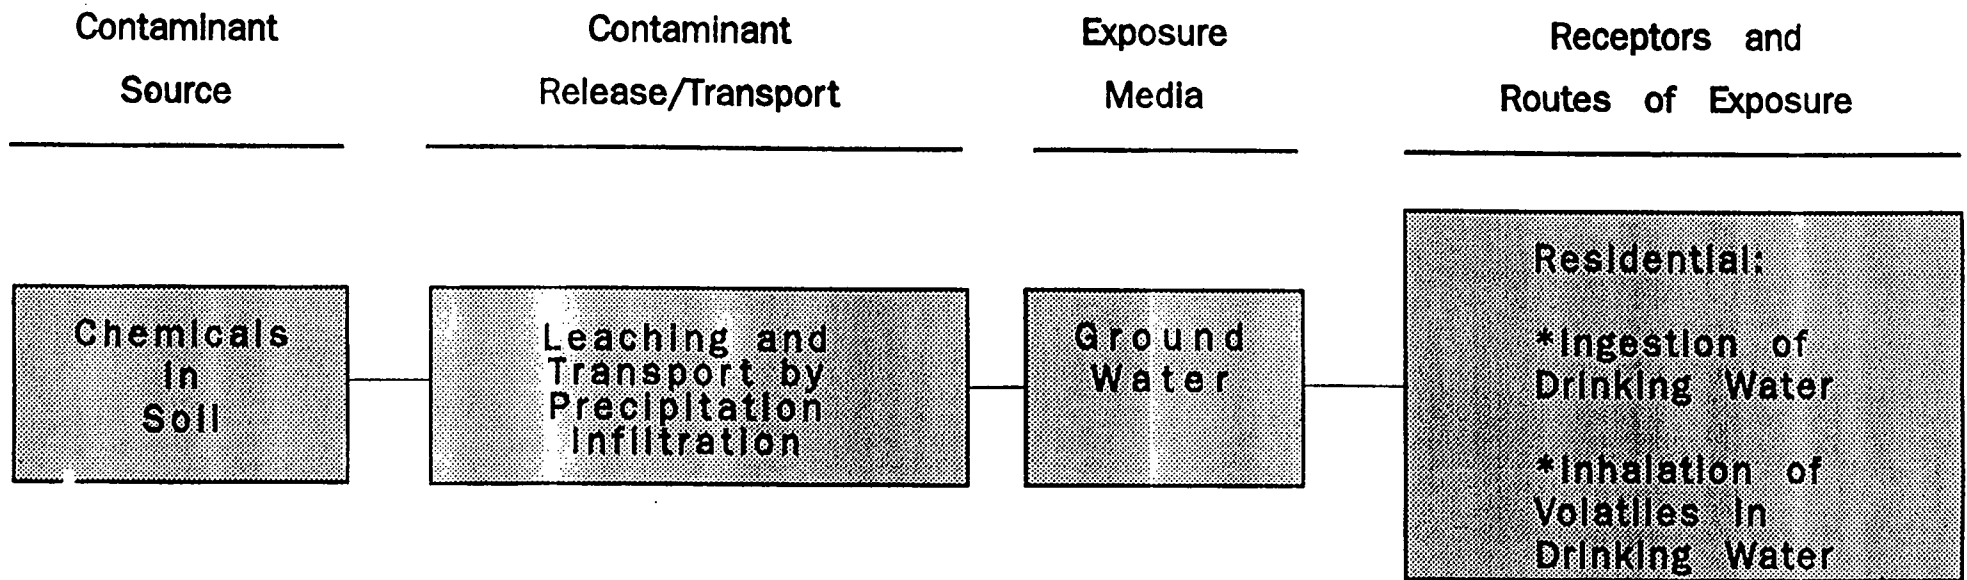 Contaminant
Source
Contaminant
Release/Transport
Exposure
Media
Receptors and
Routes of Exposure
Chemicals
in
Soil
Leaching and
Transport by
Precipitation
Infiltration
Ground
Water
Residential:
*Ingestion of
Drinking Water
*Inhalation of
Volatiles in
Drinking Water